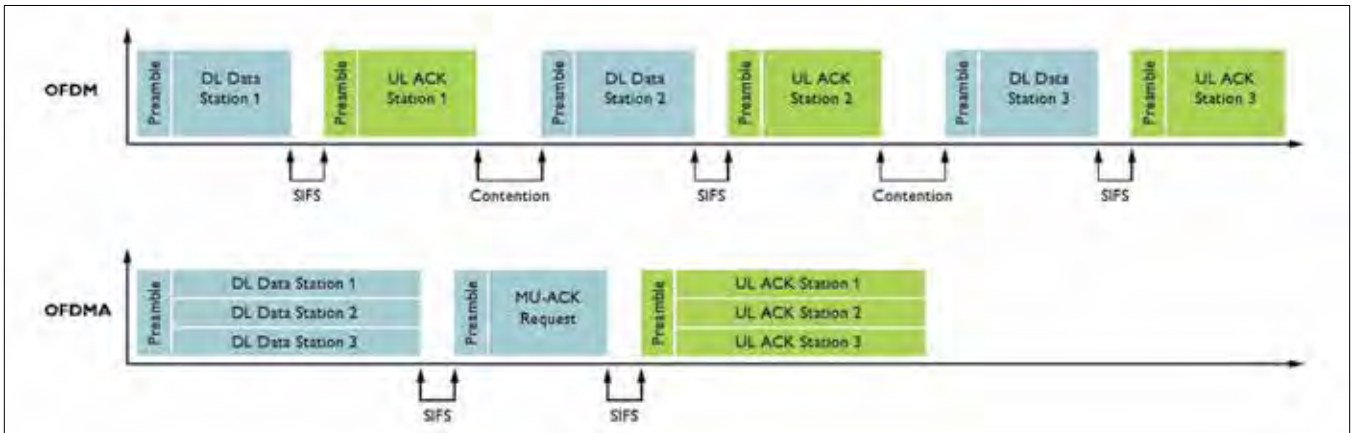 OFDM
Preamble
DL Data
Station 1
Preamble
UL ACK
Station 1
Preamble
DL Data
Station 2
Preamble
UL ACK
Station 2
Preamble
DL Data
Station 3
Preamble
UL ACK
Station 3
SIFS
Contention
SIFS
Contention
SIFS
OFDMA
Preamble
DL Data Station 1
DL Data Station 2
DL Data Station 3
Preamble
MU-ACK
Request
Preamble
UL ACK Station 1
UL ACK Station 2
UL ACK Station 3
SIFS
SIFS